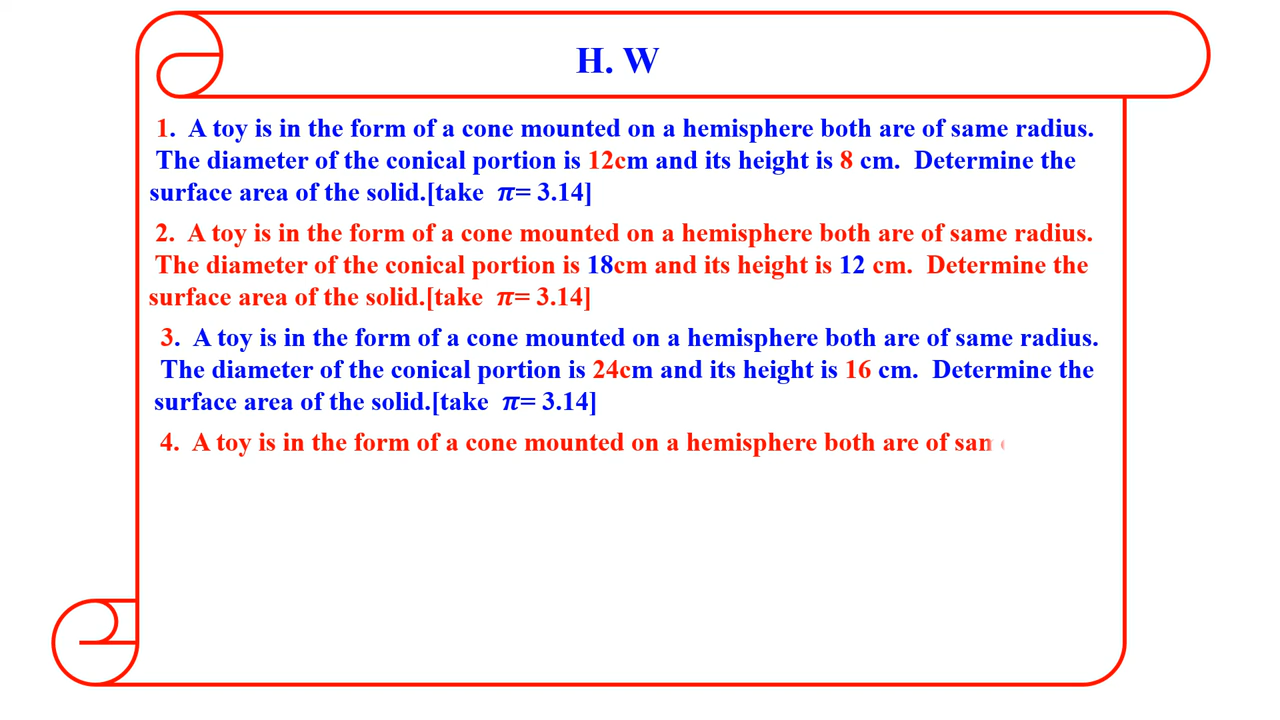 H. W
1. A toy is in the form of a cone mounted on a hemisphere both are of same radius.
The diameter of the conical portion is 12cm and its height is 8 cm. Determine the
surface area of the solid.[take π= 3.14]
2. A toy is in the form of a cone mounted on a hemisphere both are of same radius.
The diameter of the conical portion is 18cm and its height is 12 cm. Determine the
surface area of the solid.[take π= 3.14]
3. A toy is in the form of a cone mounted on a hemisphere both are of same radius.
The diameter of the conical portion is 24cm and its height is 16 cm. Determine the
surface area of the solid.[take π= 3.14]
4. A toy is in the form of a cone mounted on a hemisphere both are of